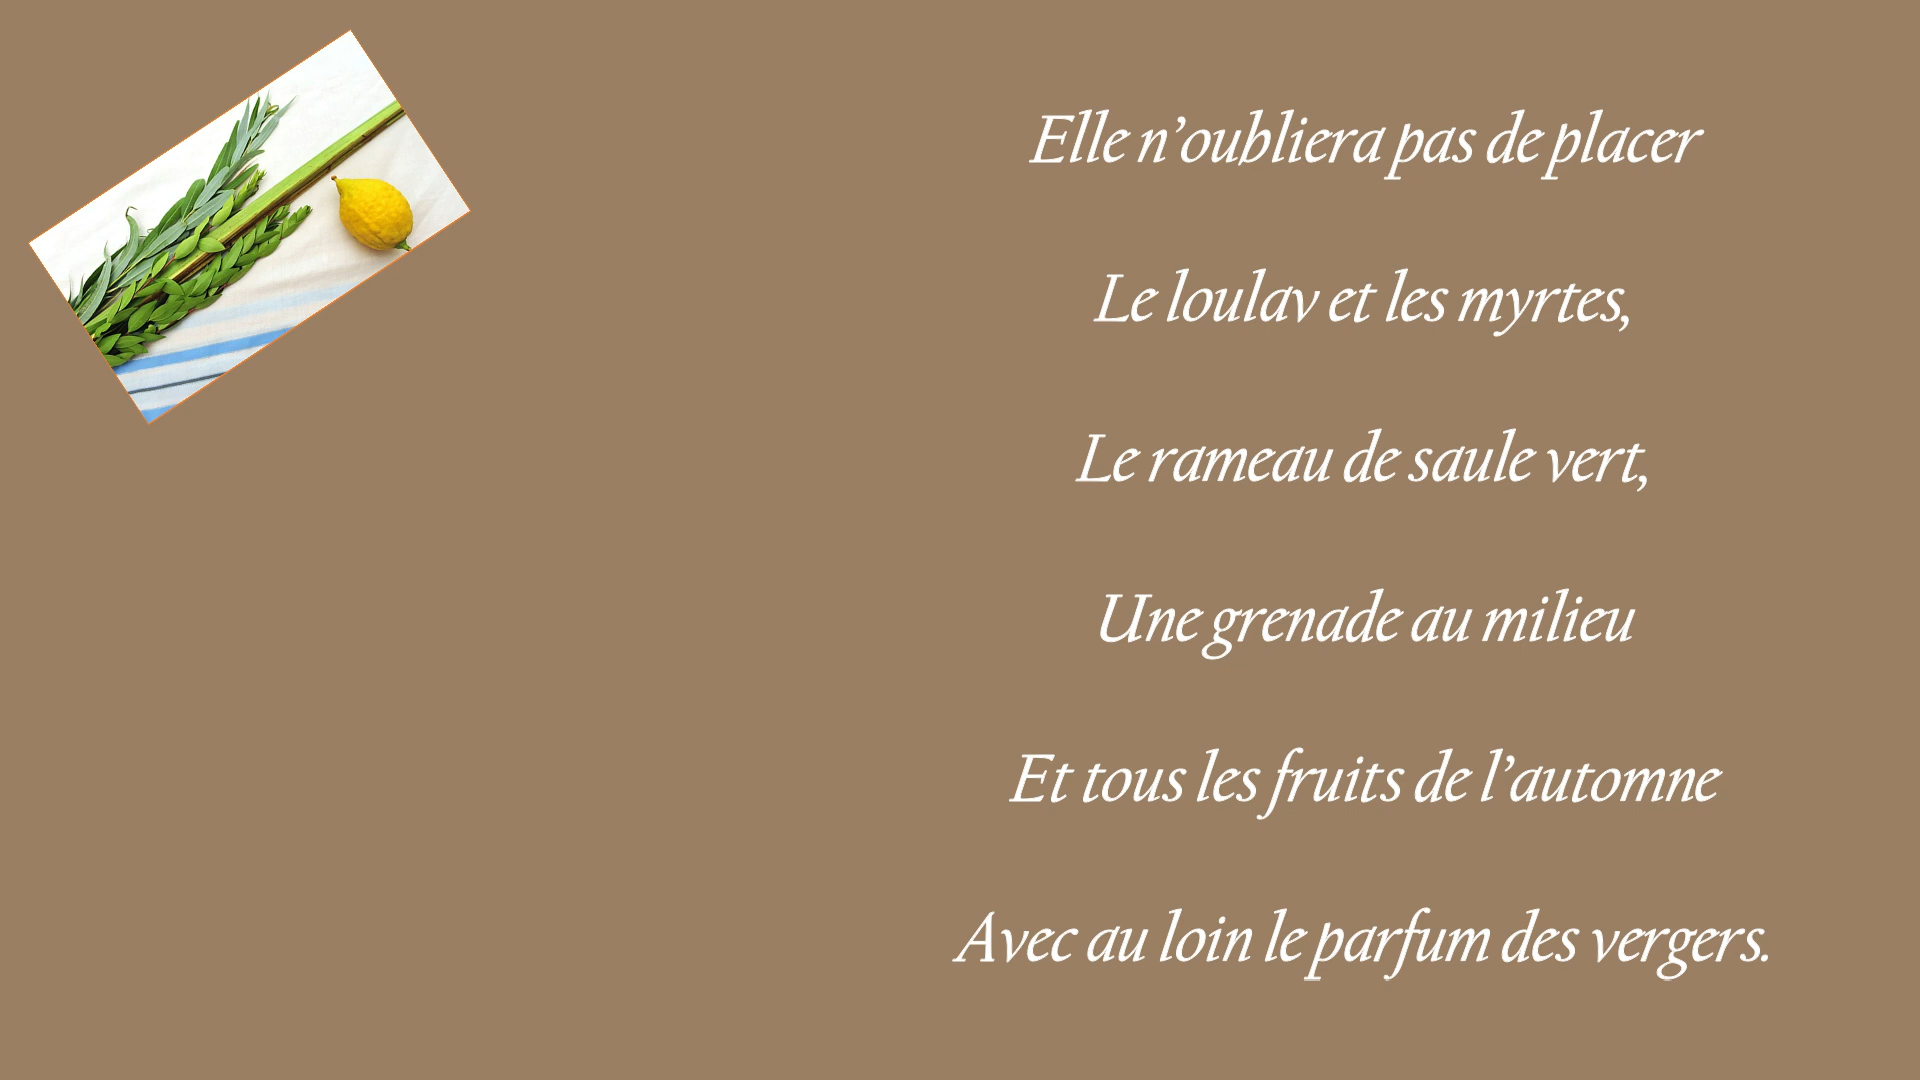 Elle n’oubliera pas de placer
Le loulav et les myrtes,
Le rameau de saule vert,
Une grenade au milieu
Et tous les fruits de l’automne
Avec au loin le parfum des vergers.